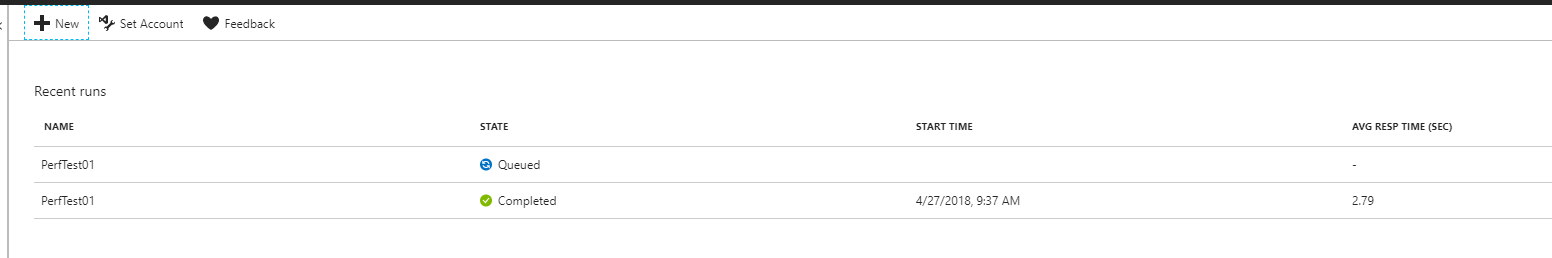 New Set Account Feedback
Recent runs
NAME STATE START TIME AVG RESP TIME (SEC)
PerfTest01 Queued -
PerfTest01 Completed 4/27/2018, 9:37 AM 2.79